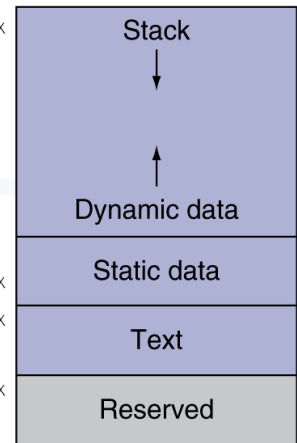 x
Stack
Dynamic data
x
Static data
x
Text
x
Reserved